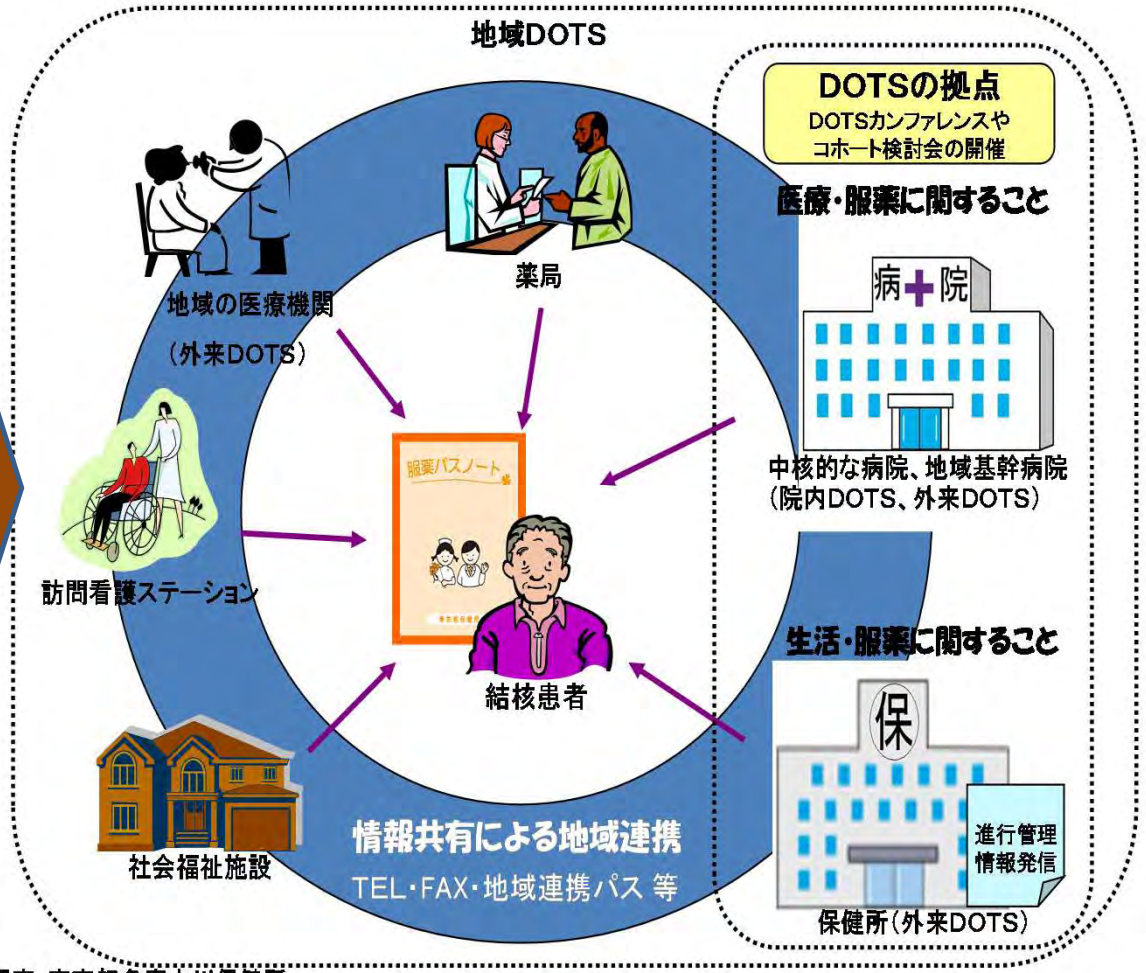 地域DOTS
DOTSの拠点
DOTSカンファレンスや
コホート検討会の開催
医療・服薬に関すること
病院
中核的な病院、地域基幹病院
(院内DOTS、外来DOTS)
薬局
地域の医療機関
(外来DOTS)
訪問看護ステーション
服薬パスノート
結核患者
社会福祉施設
情報共有による地域連携
TEL・FAX・地域連携パス 等
生活・服薬に関すること
保
進行管理
情報発信
保健所(外来DOTS)